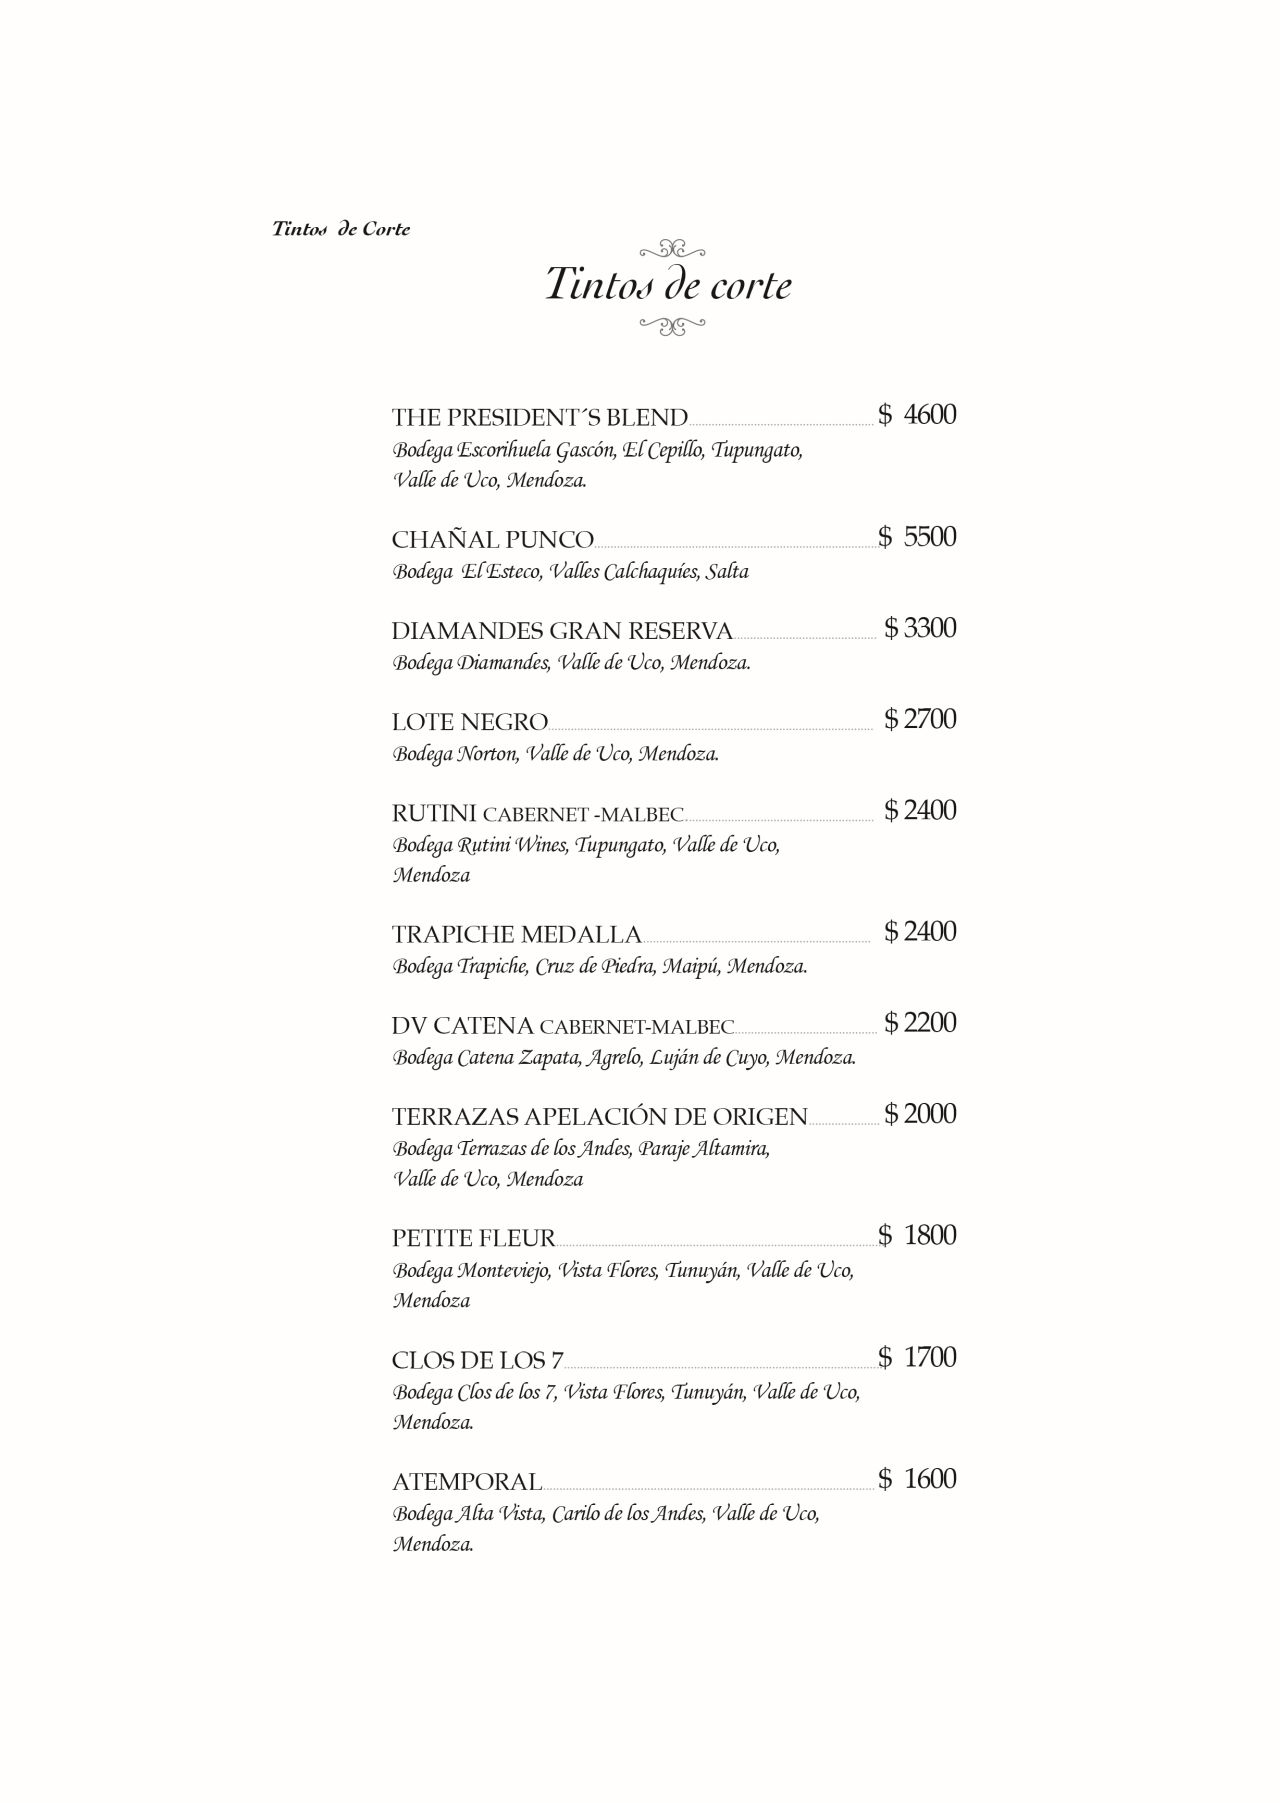 Tintos de Corte
Tintos de corte
THE PRESIDENT´S BLEND $ 4600
Bodega Escorihuela Gascón, El Cepillo, Tupungato,
Valle de Uco, Mendoza.
CHAÑAL PUNCO $ 5500
Bodega El Esteco, Valles Calchaquíes, Salta
DIAMANDES GRAN RESERVA $ 3300
Bodega Diamandes, Valle de Uco, Mendoza.
LOTE NEGRO $ 2700
Bodega Norton, Valle de Uco, Mendoza.
RUTINI CABERNET -MALBEC $ 2400
Bodega Rutini Wines, Tupungato, Valle de Uco,
Mendoza
TRAPICHE MEDALLA $ 2400
Bodega Trapiche, Cruz de Piedra, Maipú, Mendoza.
DV CATENA CABERNET-MALBEC $ 2200
Bodega Catena Zapata, Agrelo, Luján de Cuyo, Mendoza.
TERRAZAS APELACIÓN DE ORIGEN $ 2000
Bodega Terrazas de los Andes, Paraje Altamira,
Valle de Uco, Mendoza
PETITE FLEUR $ 1800
Bodega Monteviejo, Vista Flores, Tunuyán, Valle de Uco,
Mendoza
CLOS DE LOS 7 $ 1700
Bodega Clos de los 7, Vista Flores, Tunuyán, Valle de Uco,
Mendoza.
ATEMPORAL $ 1600
Bodega Alta Vista, Carilo de los Andes, Valle de Uco,
Mendoza.